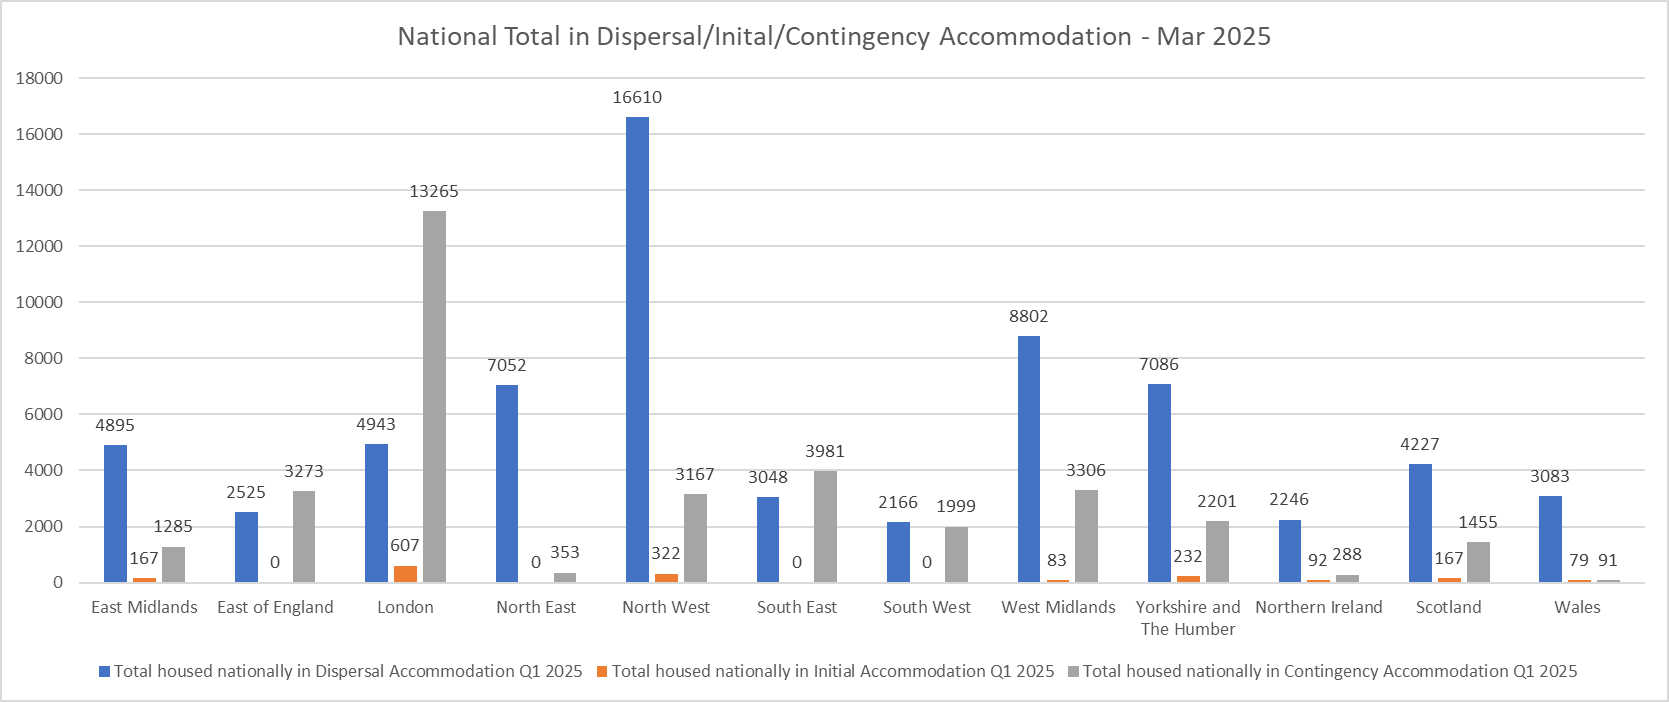 National Total in Dispersal/Inital/Contingency Accommodation - Mar 2025
18000
16000
14000
12000
10000
8000
6000
4000
2000
0
4895
167
1285
2525
0
3273
4943
607
13265
7052
0
353
16610
322
3167
3048
0
3981
2166
0
1999
8802
83
3306
7086
232
2201
2246
92
288
4227
167
1455
3083
79
91
East Midlands
East of England
London
North East
North West
South East
South West
West Midlands
Yorkshire and
The Humber
Northern Ireland
Scotland
Wales
Total housed nationally in Dispersal Accommodation Q1 2025
Total housed nationally in Initial Accommodation Q1 2025
Total housed nationally in Contingency Accommodation Q1 2025